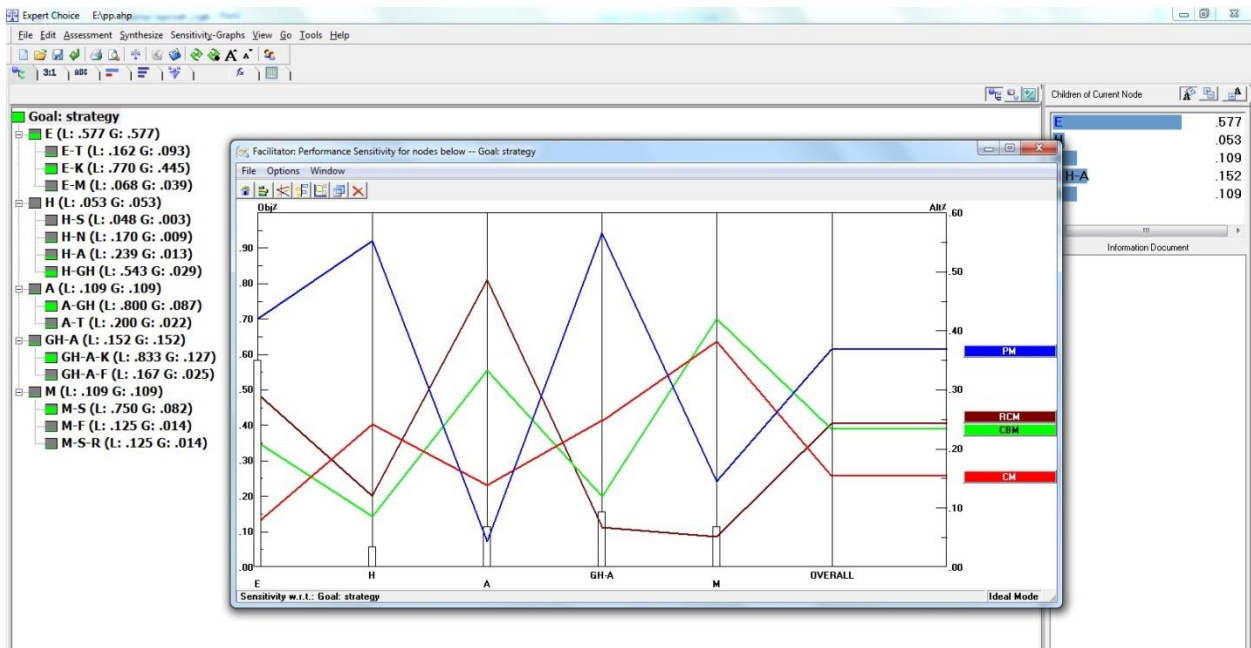 Expert Choice E:\pp.ahp
File Edit Assessment Synthesize Sensitivity-Graphs View Go Tools Help
3:1 ABC fx
Children of Current Node
Goal: strategy
E (L: .577 G: .577)
E-T (L: .162 G: .093)
E-K (L: .770 G: .445)
E-M (L: .068 G: .039)
H (L: .053 G: .053)
H-S (L: .048 G: .003)
H-N (L: .170 G: .009)
H-A (L: .239 G: .013)
H-GH (L: .543 G: .029)
A (L: .109 G: .109)
A-GH (L: .800 G: .087)
A-T (L: .200 G: .022)
GH-A (L: .152 G: .152)
GH-A-K (L: .833 G: .127)
GH-A-F (L: .167 G: .025)
M (L: .109 G: .109)
M-S (L: .750 G: .082)
M-F (L: .125 G: .014)
M-S-R (L: .125 G: .014)
Facilitator: Performance Sensitivity for nodes below -- Goal: strategy
File Options Window
Obj% Alt%
.90
.80
.70
.60
.50
.40
.30
.20
.10
.00
.60
.50
.40
.30
.20
.10
.00
PM
RCM
CBM
CM
E H A GH-A M OVERALL
Sensitivity w.r.t.: Goal: strategy Ideal Mode
E .577
.053
.109
H-A .152
.109
Information Document